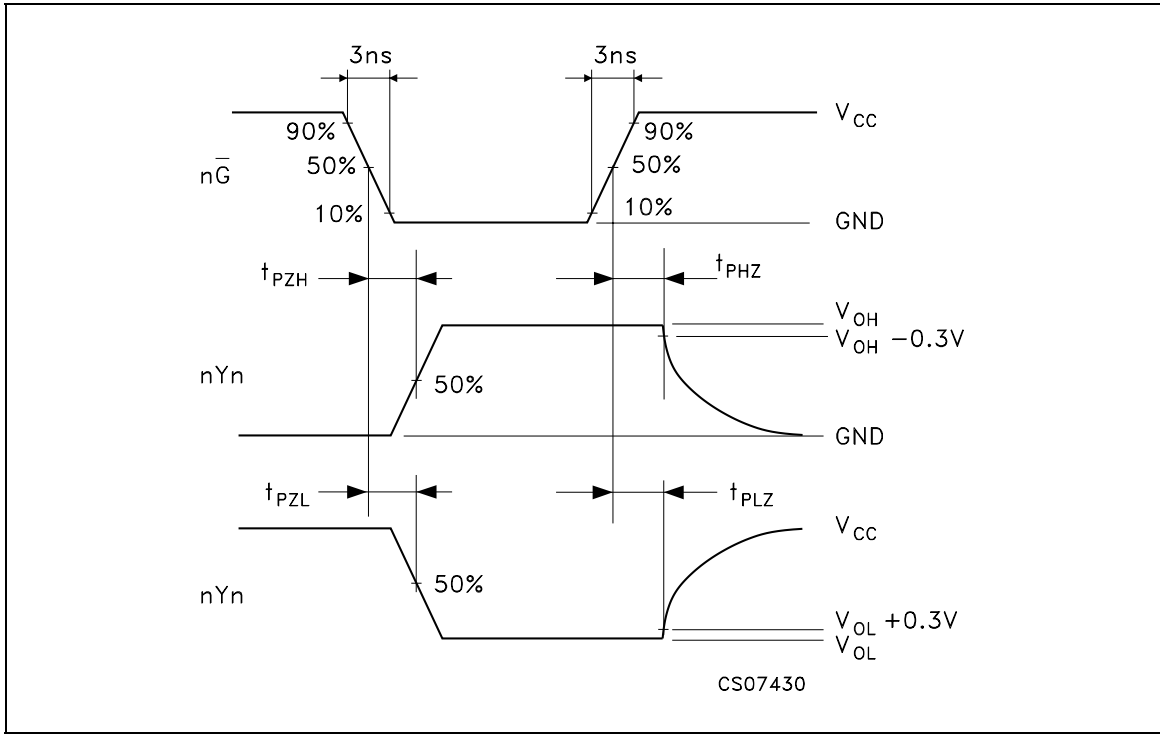 3ns 3ns
V_CC
90% 90%
50% 50%
nG̅
10% 10%
GND
t_PZH t_PHZ
V_OH
V_OH −0.3V
nYn 50%
GND
t_PZL t_PLZ
V_CC
50%
nYn
V_OL +0.3V
V_OL
CS07430